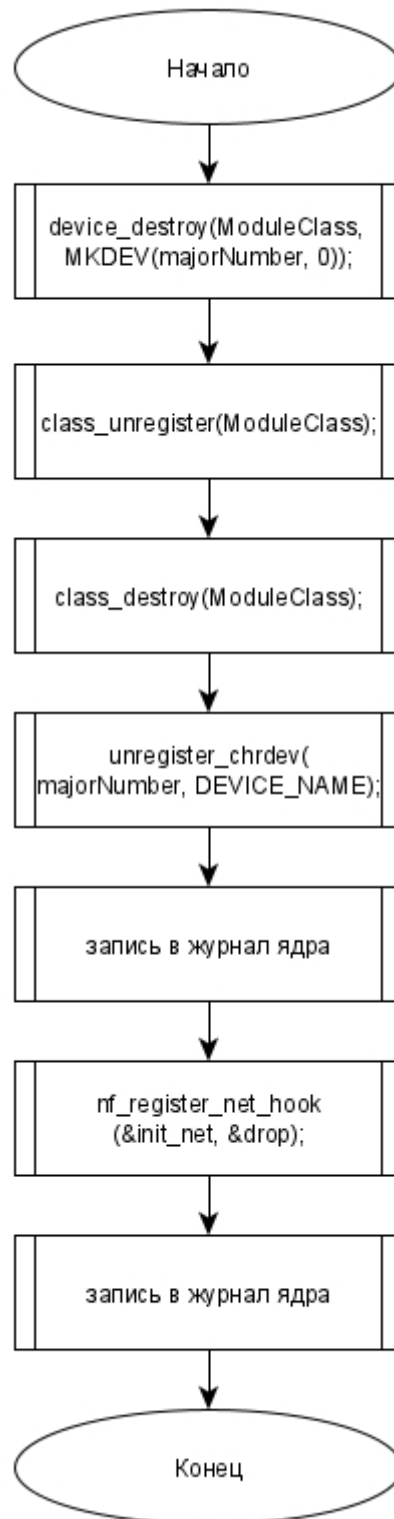 Начало
device_destroy(ModuleClass,
MKDEV(majorNumber, 0));
class_unregister(ModuleClass);
class_destroy(ModuleClass);
unregister_chrdev(
majorNumber, DEVICE_NAME);
запись в журнал ядра
nf_register_net_hook
(&init_net, &drop);
запись в журнал ядра
Конец